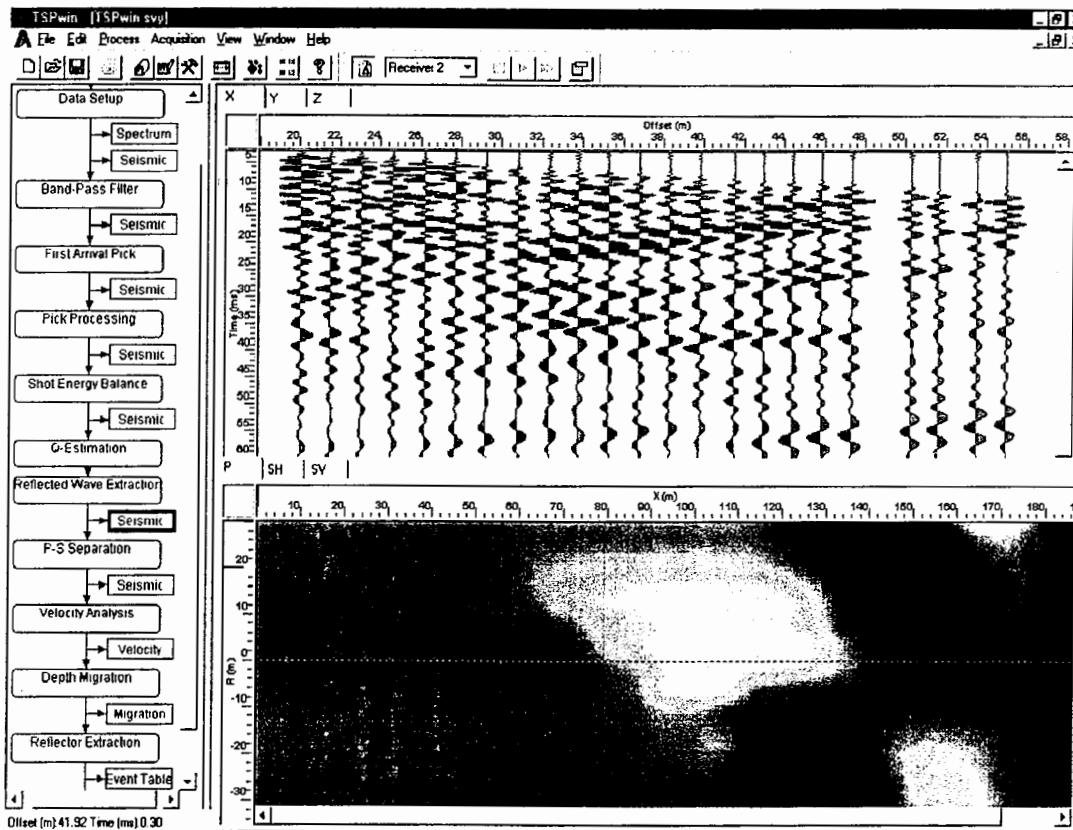 TSPwin [TSPwin svy]
File Edit Process Acquisition View Window Help
Receiver 2
Data Setup
Spectrum
Seismic
Band-Pass Filter
Seismic
First Arrival Pick
Seismic
Pick Processing
Seismic
Shot Energy Balance
Seismic
Q-Estimation
Reflected Wave Extraction
Seismic
P-S Separation
Seismic
Velocity Analysis
Velocity
Depth Migration
Migration
Reflector Extraction
Event Table
X Y Z
Offset (m)
20 22 24 26 28 30 32 34 36 38 40 42 44 46 48 50 52 54 56 58
Time (ms)
10
15
20
25
30
35
40
45
50
55
60
P SH SV
X (m)
10 20 30 40 50 60 70 80 90 100 110 120 130 140 150 160 170 180
R (m)
20
10
0
-10
-20
-30
Offset (m):41.92 Time (ms):0.30